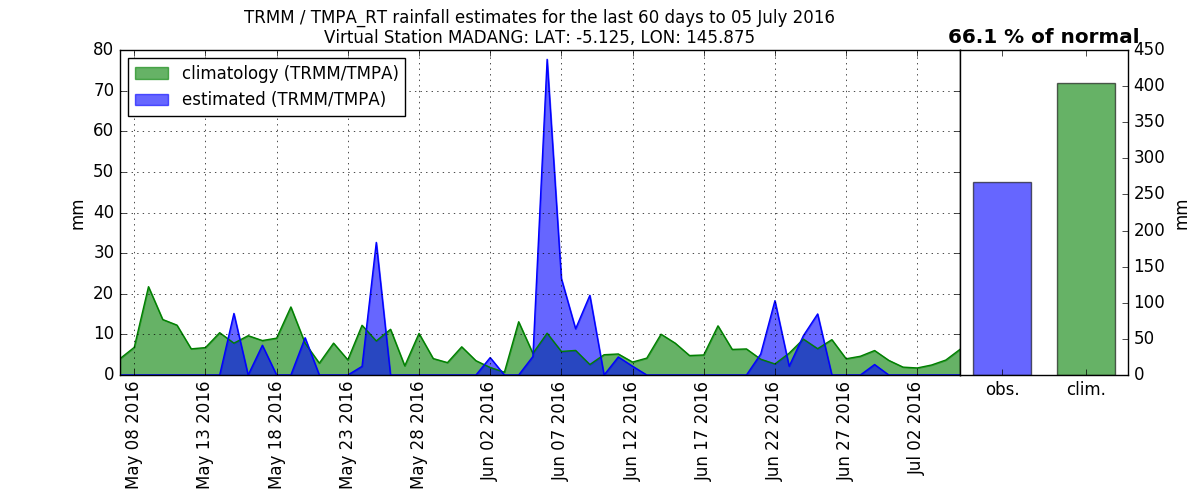 TRMM / TMPA_RT rainfall estimates for the last 60 days to 05 July 2016
Virtual Station MADANG: LAT: -5.125, LON: 145.875
66.1 % of normal
climatology (TRMM/TMPA)
estimated (TRMM/TMPA)
mm
80
70
60
50
40
30
20
10
0
May 08 2016
May 13 2016
May 18 2016
May 23 2016
May 28 2016
Jun 02 2016
Jun 07 2016
Jun 12 2016
Jun 17 2016
Jun 22 2016
Jun 27 2016
Jul 02 2016
450
400
350
300
250
200
150
100
50
0
mm
obs.
clim.